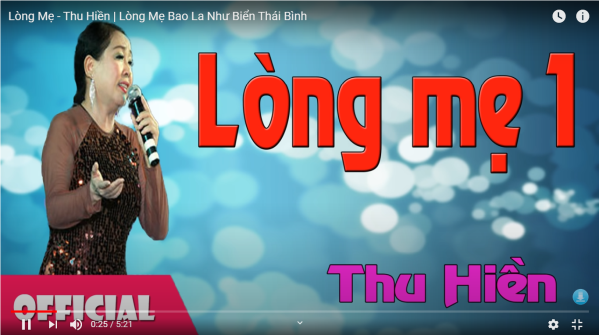 Lòng Mẹ - Thu Hiền | Lòng Mẹ Bao La Như Biển Thái Bình
Lòng mẹ 1
Thu Hiền
OFFICIAL
0:25 / 5:21